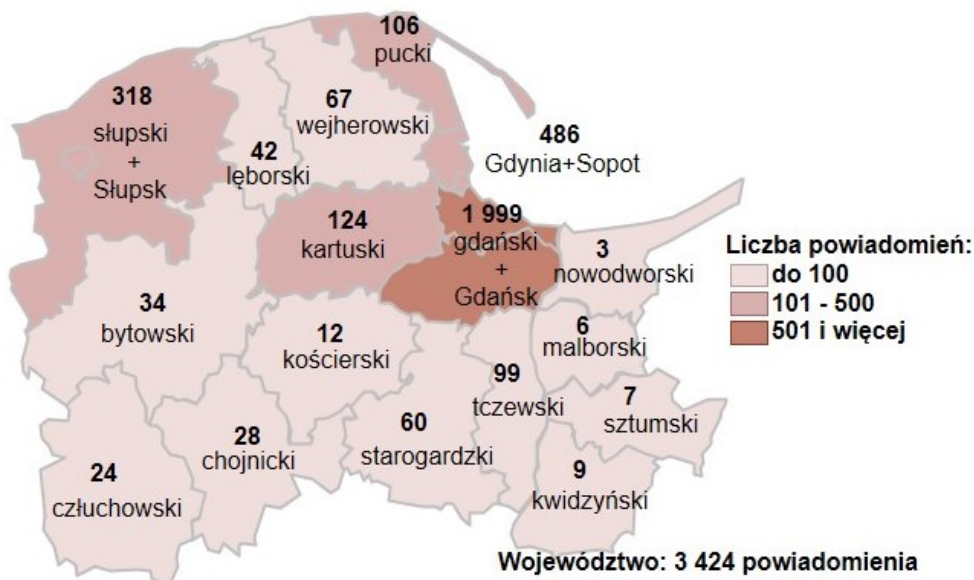 106
pucki
318
słupski
+
Słupsk
67
wejherowski
42
lęborski
486
Gdynia+Sopot
124
kartuski
1 999
gdański
+
Gdańsk
3
nowodworski
Liczba powiadomień:
do 100
101 - 500
501 i więcej
34
bytowski
12
kościerski
6
malborski
99
tczewski
7
sztumski
28
chojnicki
60
starogardzki
24
człuchowski
9
kwidzyński
Województwo: 3 424 powiadomienia